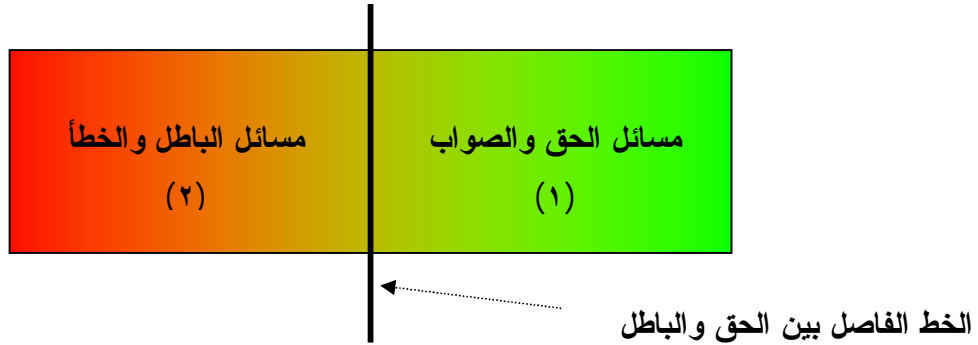 مسائل الحق والصواب
(١)
مسائل الباطل والخطأ
(٢)
الخط الفاصل بين الحق والباطل